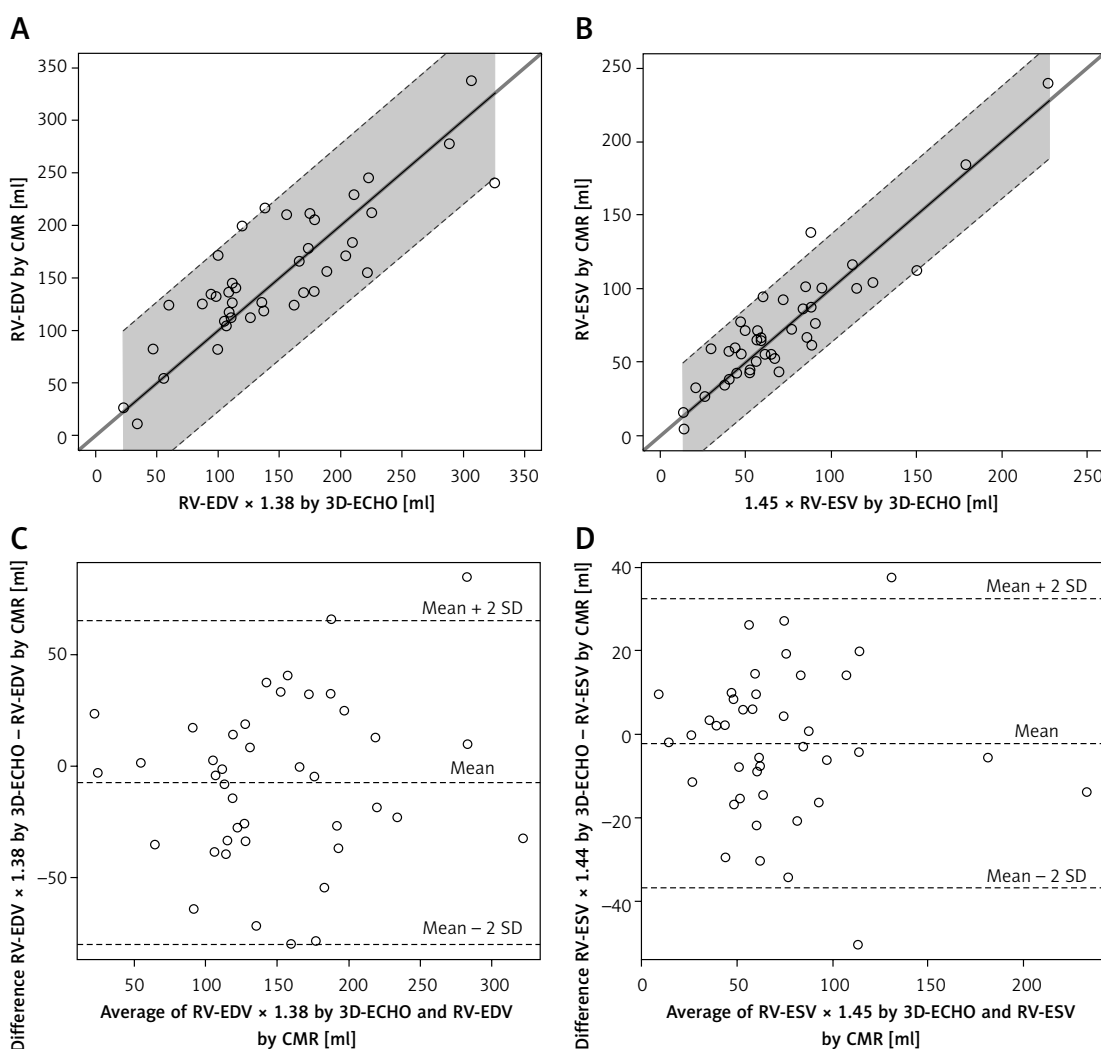 A
RV-EDV by CMR [ml]
350
300
250
200
150
100
50
0
0 50 100 150 200 250 300 350
RV-EDV × 1.38 by 3D-ECHO [ml]
B
RV-ESV by CMR [ml]
250
200
150
100
50
0
0 50 100 150 200 250
1.45 × RV-ESV by 3D-ECHO [ml]
C
Difference RV-EDV × 1.38 by 3D-ECHO – RV-EDV by CMR [ml]
50
0
–50
Mean + 2 SD
Mean
Mean – 2 SD
0 50 100 150 200 250 300
Average of RV-EDV × 1.38 by 3D-ECHO and RV-EDV
by CMR [ml]
D
Difference RV-ESV × 1.44 by 3D-ECHO – RV-ESV by CMR [ml]
40
20
0
–20
–40
Mean + 2 SD
Mean
Mean – 2 SD
0 50 100 150 200 0
Average of RV-ESV × 1.45 by 3D-ECHO and RV-ESV
by CMR [ml]